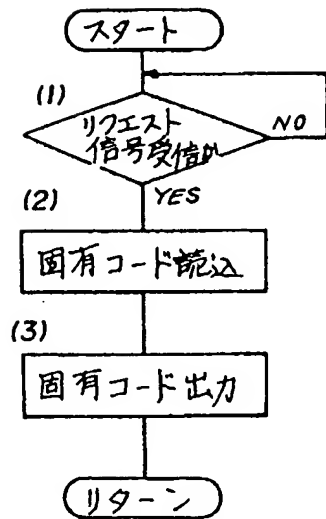 スタート
(1)
リクエスト
信号受信か
NO
YES
(2)
固有コード読込
(3)
固有コード出力
リターン